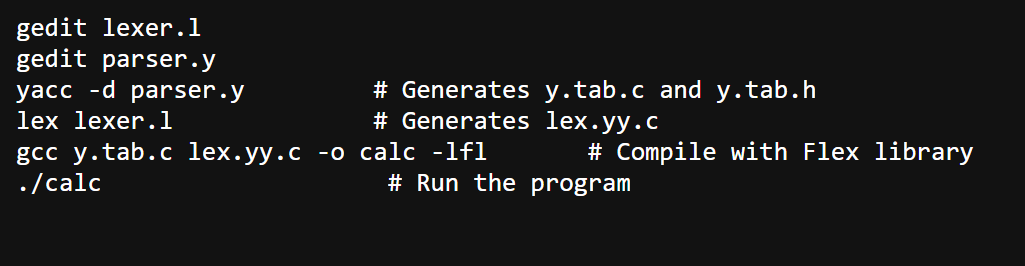 gedit lexer.l
gedit parser.y
yacc -d parser.y         # Generates y.tab.c and y.tab.h
lex lexer.l              # Generates lex.yy.c
gcc y.tab.c lex.yy.c -o calc -lfl       # Compile with Flex library
./calc                    # Run the program